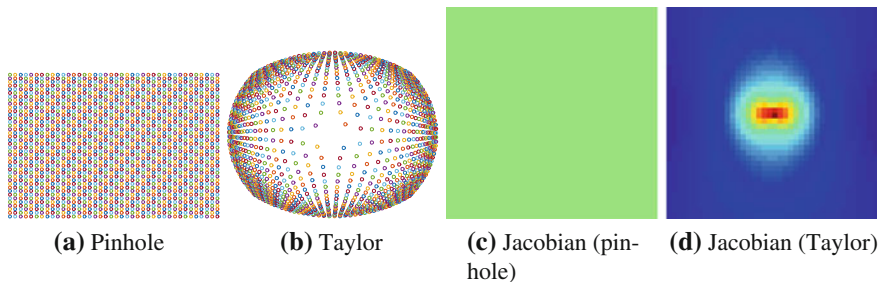 (a) Pinhole
(b) Taylor
(c) Jacobian (pin-
hole)
(d) Jacobian (Taylor)